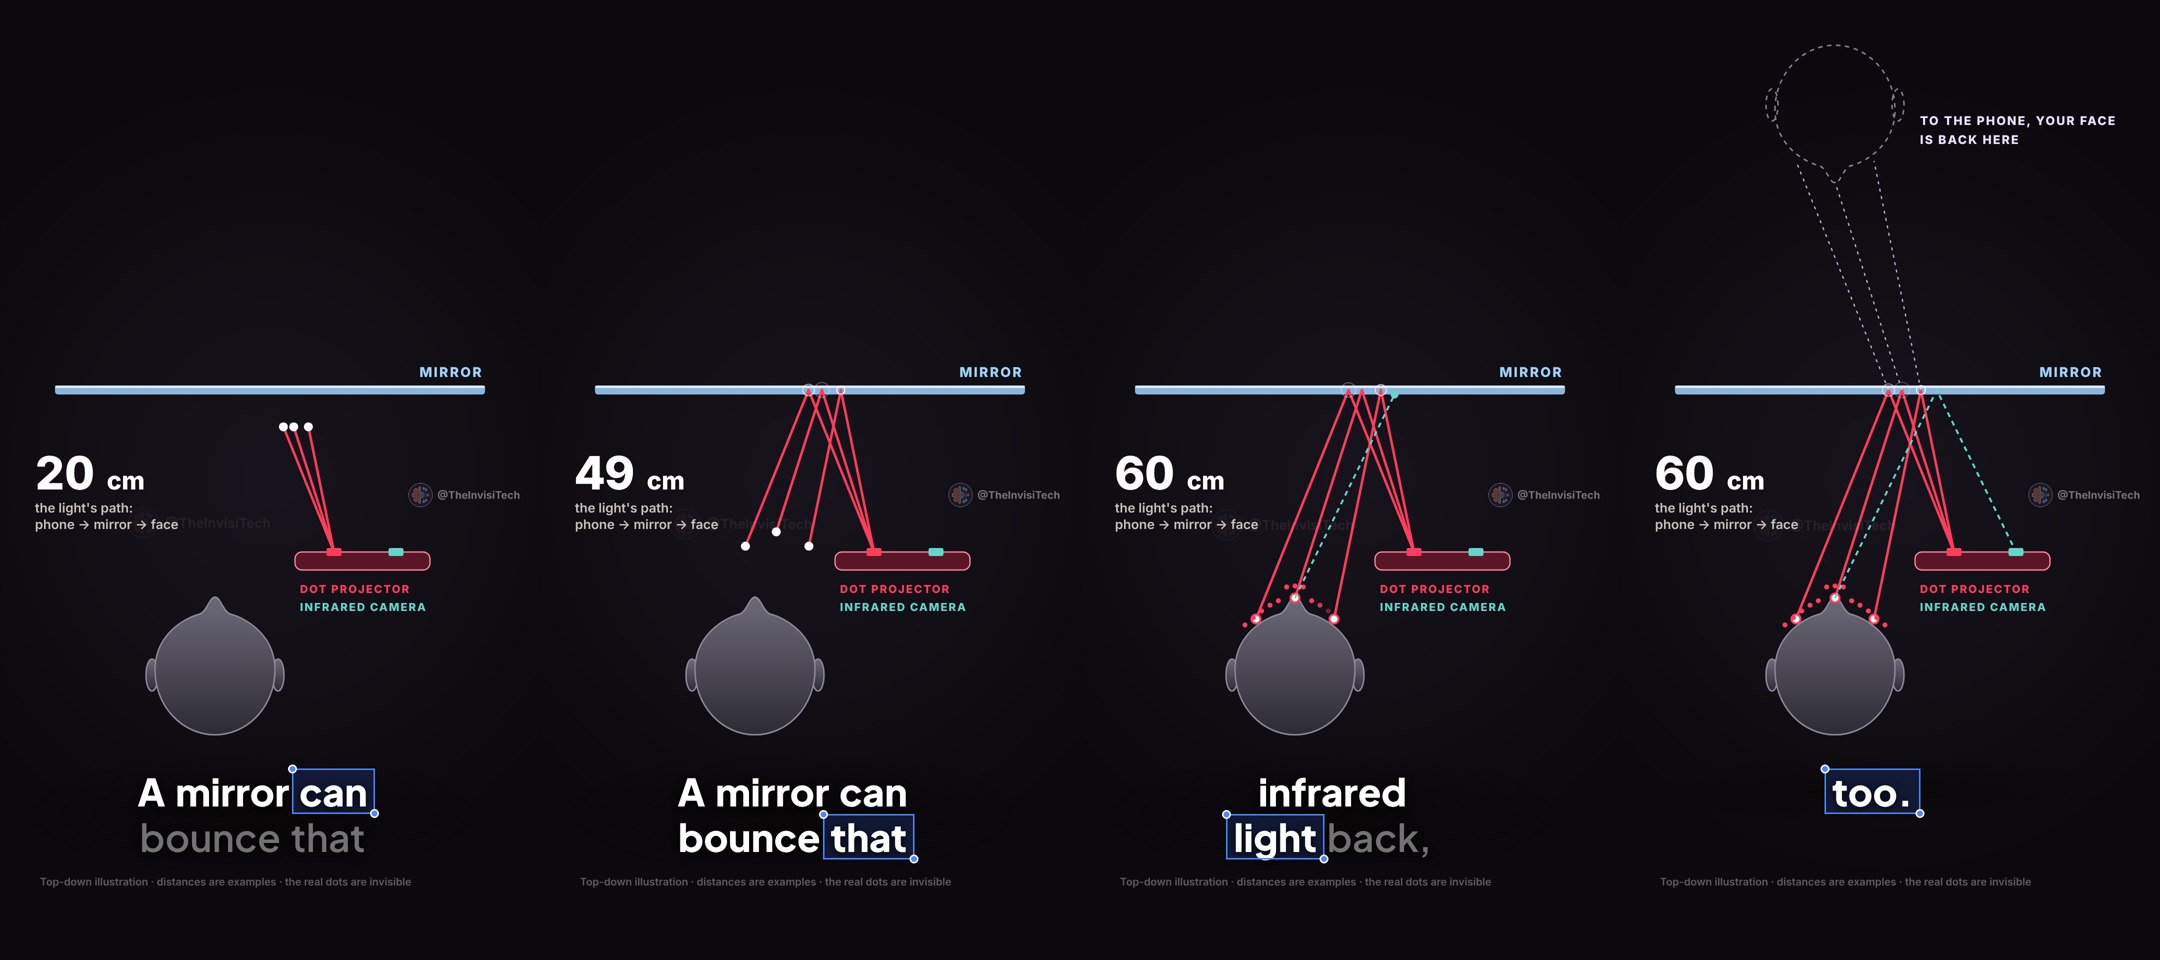 MIRROR
20 cm
the light's path:
phone → mirror → face
@TheInvisiTech
@TheInvisiTech
DOT PROJECTOR
INFRARED CAMERA
A mirror can
bounce that
Top-down illustration · distances are examples · the real dots are invisible
MIRROR
49 cm
the light's path:
phone → mirror → face
@TheInvisiTech
@TheInvisiTech
DOT PROJECTOR
INFRARED CAMERA
A mirror can
bounce that
Top-down illustration · distances are examples · the real dots are invisible
MIRROR
60 cm
the light's path:
phone → mirror → face
@TheInvisiTech
@TheInvisiTech
DOT PROJECTOR
INFRARED CAMERA
infrared
light back,
Top-down illustration · distances are examples · the real dots are invisible
TO THE PHONE, YOUR FACE
IS BACK HERE
MIRROR
60 cm
the light's path:
phone → mirror → face
@TheInvisiTech
@TheInvisiTech
DOT PROJECTOR
INFRARED CAMERA
too.
Top-down illustration · distances are examples · the real dots are invisible